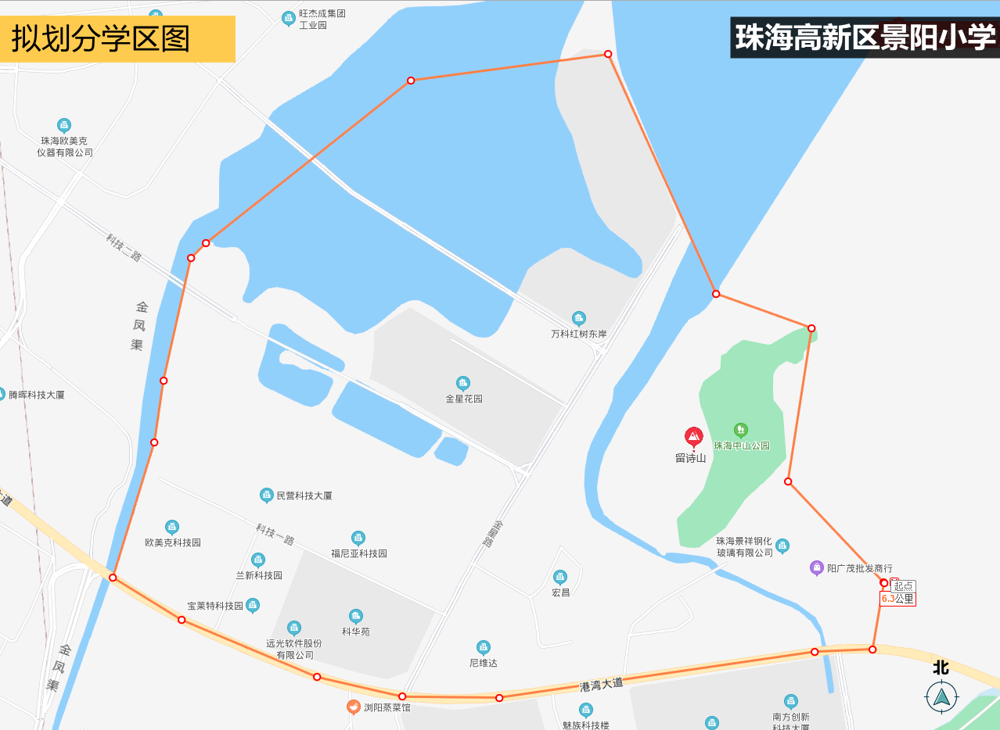 拟划分学区图
珠海高新区景阳小学
旺杰成集团
工业园
珠海欧美克
仪器有限公司
科技二路
金凤渠
万科红树东岸
金星花园
腾晖科技大厦
珠海中山公园
留诗山
民营科技大厦
科技一路
金星路
欧美克科技园
福尼亚科技园
珠海景祥钢化
玻璃有限公司
阳广茂批发商行
兰新科技园
宏昌
起点
6.3公里
宝莱特科技园
科华苑
远光软件股份
有限公司
尼维达
金凤渠
港湾大道
北
浏阳蒸菜馆
魅族科技楼
南方创新
科技大厦
大道